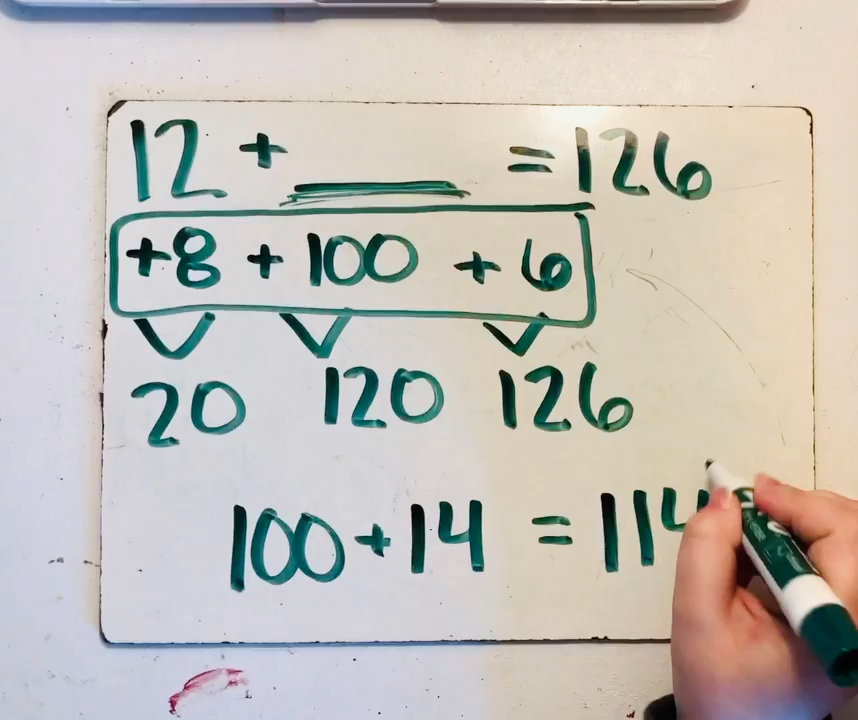 12 + ____ = 126
+8 + 100 + 6
20 120 126
100 + 14 = 114